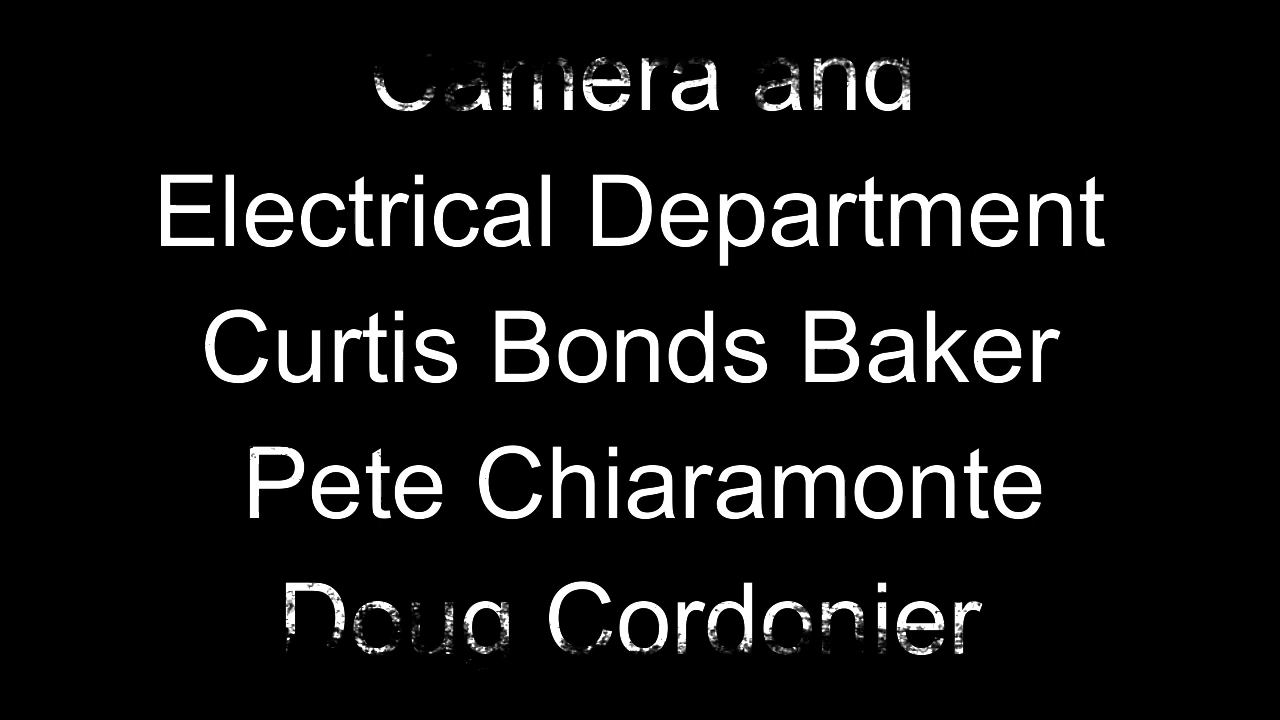 Camera and
Electrical Department
Curtis Bonds Baker
Pete Chiaramonte
Doug Cordonier